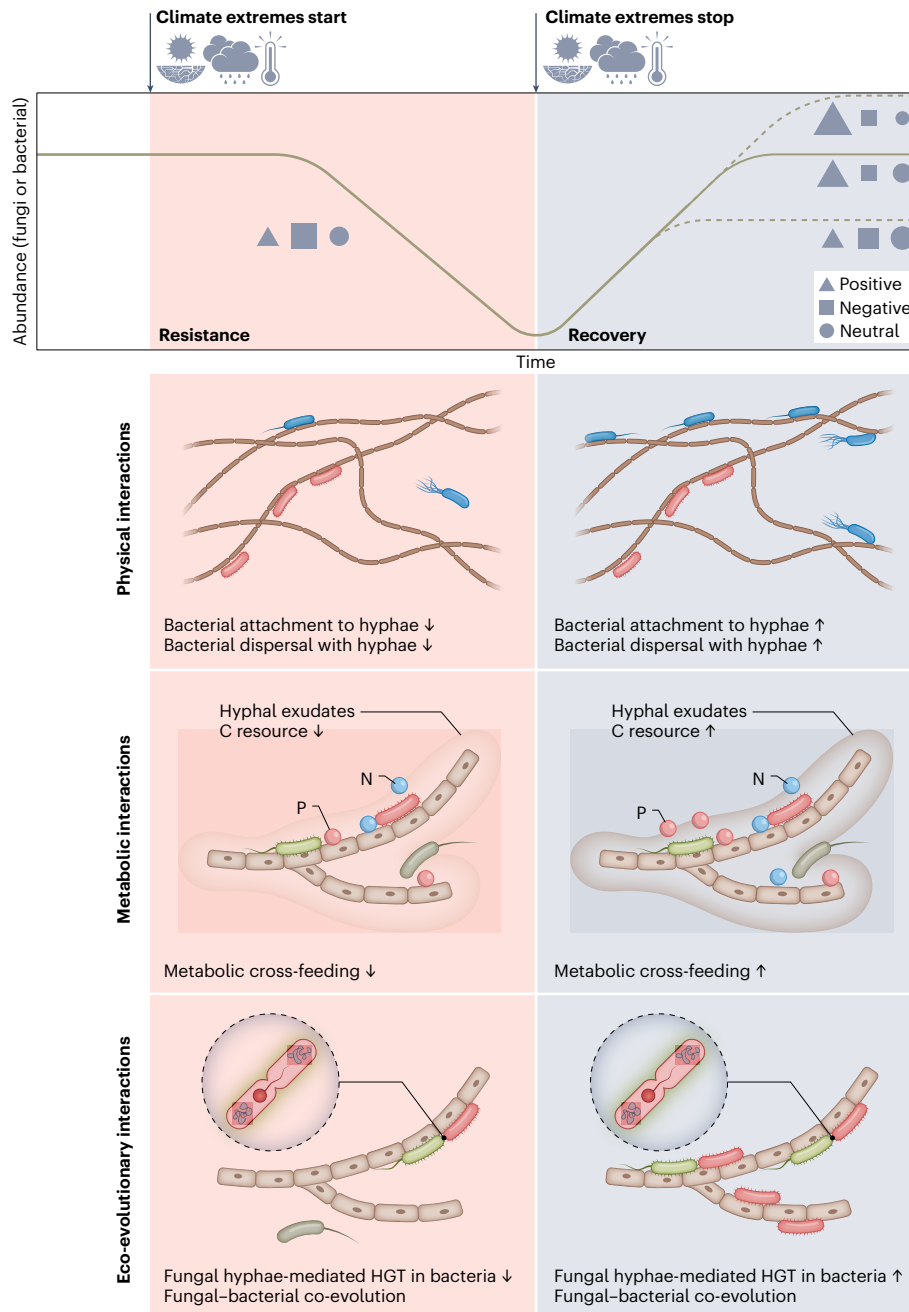 Climate extremes start
Climate extremes stop
Abundance (fungi or bacterial)
Positive
Negative
Neutral
Resistance
Recovery
Time
Physical interactions
Bacterial attachment to hyphae ↓
Bacterial dispersal with hyphae ↓
Bacterial attachment to hyphae ↑
Bacterial dispersal with hyphae ↑
Metabolic interactions
Hyphal exudates
C resource ↓
N
P
Metabolic cross-feeding ↓
Hyphal exudates
C resource ↑
N
P
Metabolic cross-feeding ↑
Eco-evolutionary interactions
Fungal hyphae-mediated HGT in bacteria ↓
Fungal–bacterial co-evolution
Fungal hyphae-mediated HGT in bacteria ↑
Fungal–bacterial co-evolution